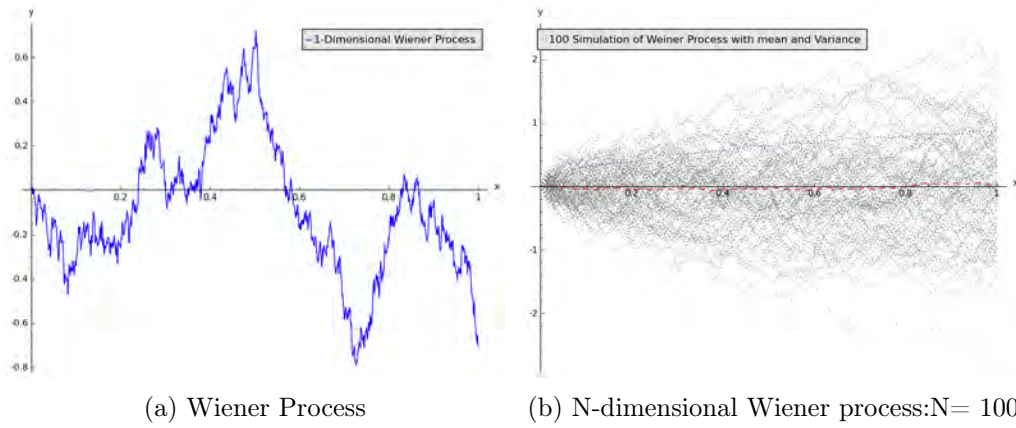 y
1-Dimensional Wiener Process
0.6
0.4
0.2
0.2
0.4
0.6
0.8
1
x
-0.2
-0.4
-0.6
-0.8
y
100 Simulation of Weiner Process with mean and Variance
2
1
0.2
0.4
0.6
0.8
1
x
-1
-2
(a) Wiener Process
(b) N-dimensional Wiener process:N= 100